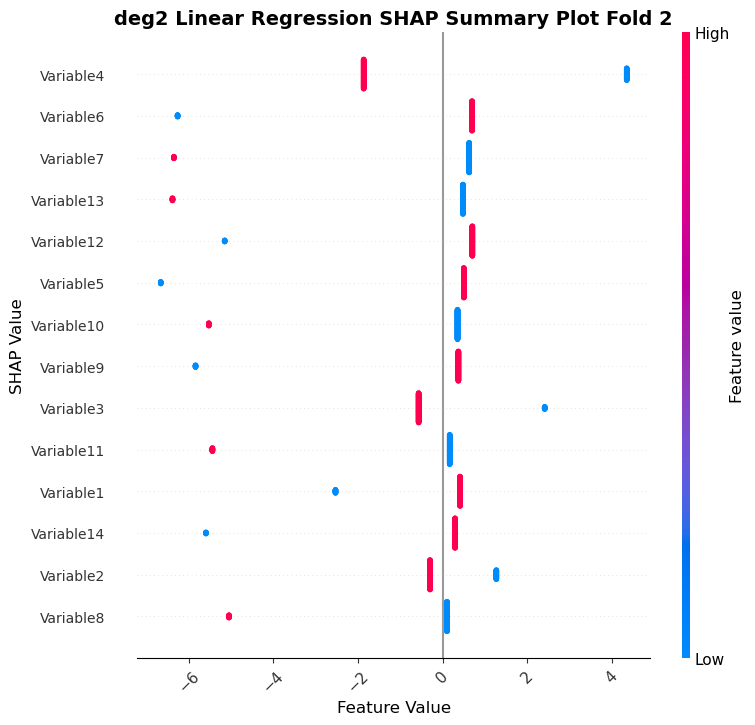 deg2 Linear Regression SHAP Summary Plot Fold 2
High
Variable4
Variable6
Variable7
Variable13
Variable12
Variable5
Variable10
Variable9
Variable3
Variable11
Variable1
Variable14
Variable2
Variable8
SHAP Value
Feature value
Low
−6
−4
−2
0
2
4
Feature Value